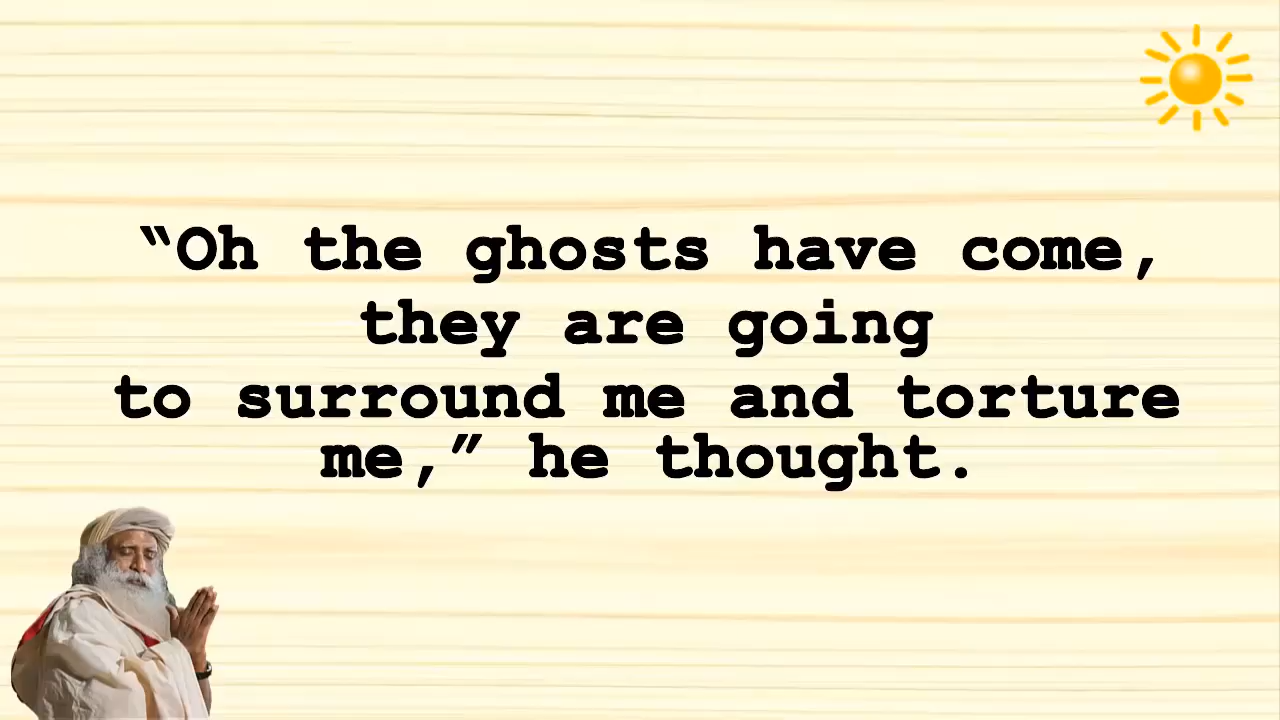 “Oh the ghosts have come,
they are going
to surround me and torture
me,” he thought.